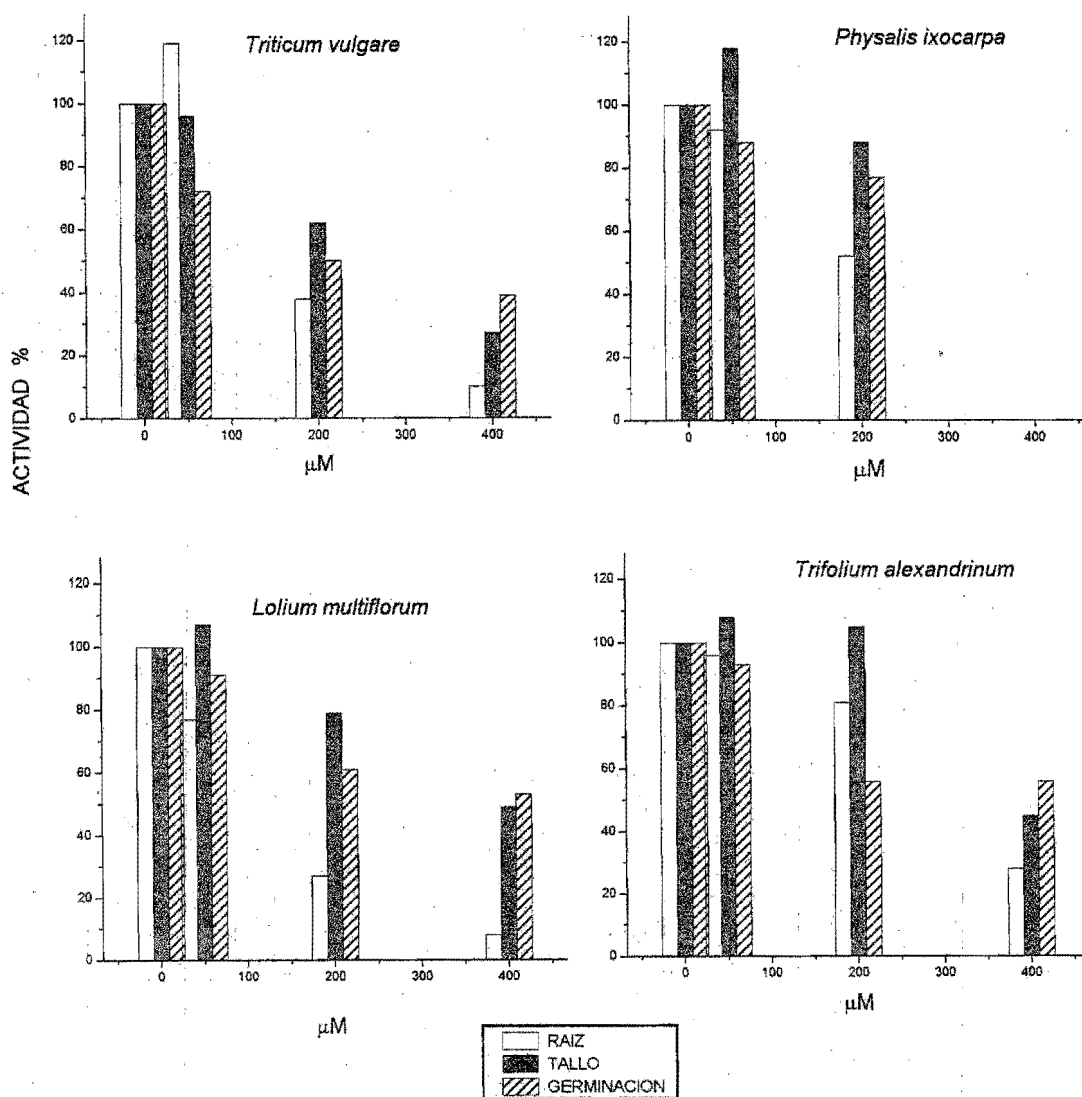 ACTIVIDAD %
Triticum vulgare
120
100
80
60
40
20
0
0 100 200 300 400
μM
Physalis ixocarpa
120
100
80
60
40
20
0
0 100 200 300 400
μM
Lolium multiflorum
120
100
80
60
40
20
0
0 100 200 300 400
μM
Trifolium alexandrinum
120
100
80
60
40
20
0
0 100 200 300 400
μM
RAIZ
TALLO
GERMINACION